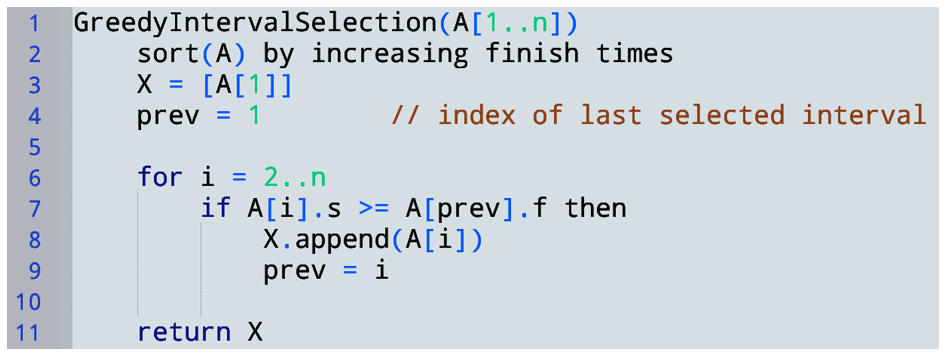 1 GreedyIntervalSelection(A[1..n])
2     sort(A) by increasing finish times
3     X = [A[1]]
4     prev = 1        // index of last selected interval
5
6     for i = 2..n
7         if A[i].s >= A[prev].f then
8             X.append(A[i])
9             prev = i
10
11     return X